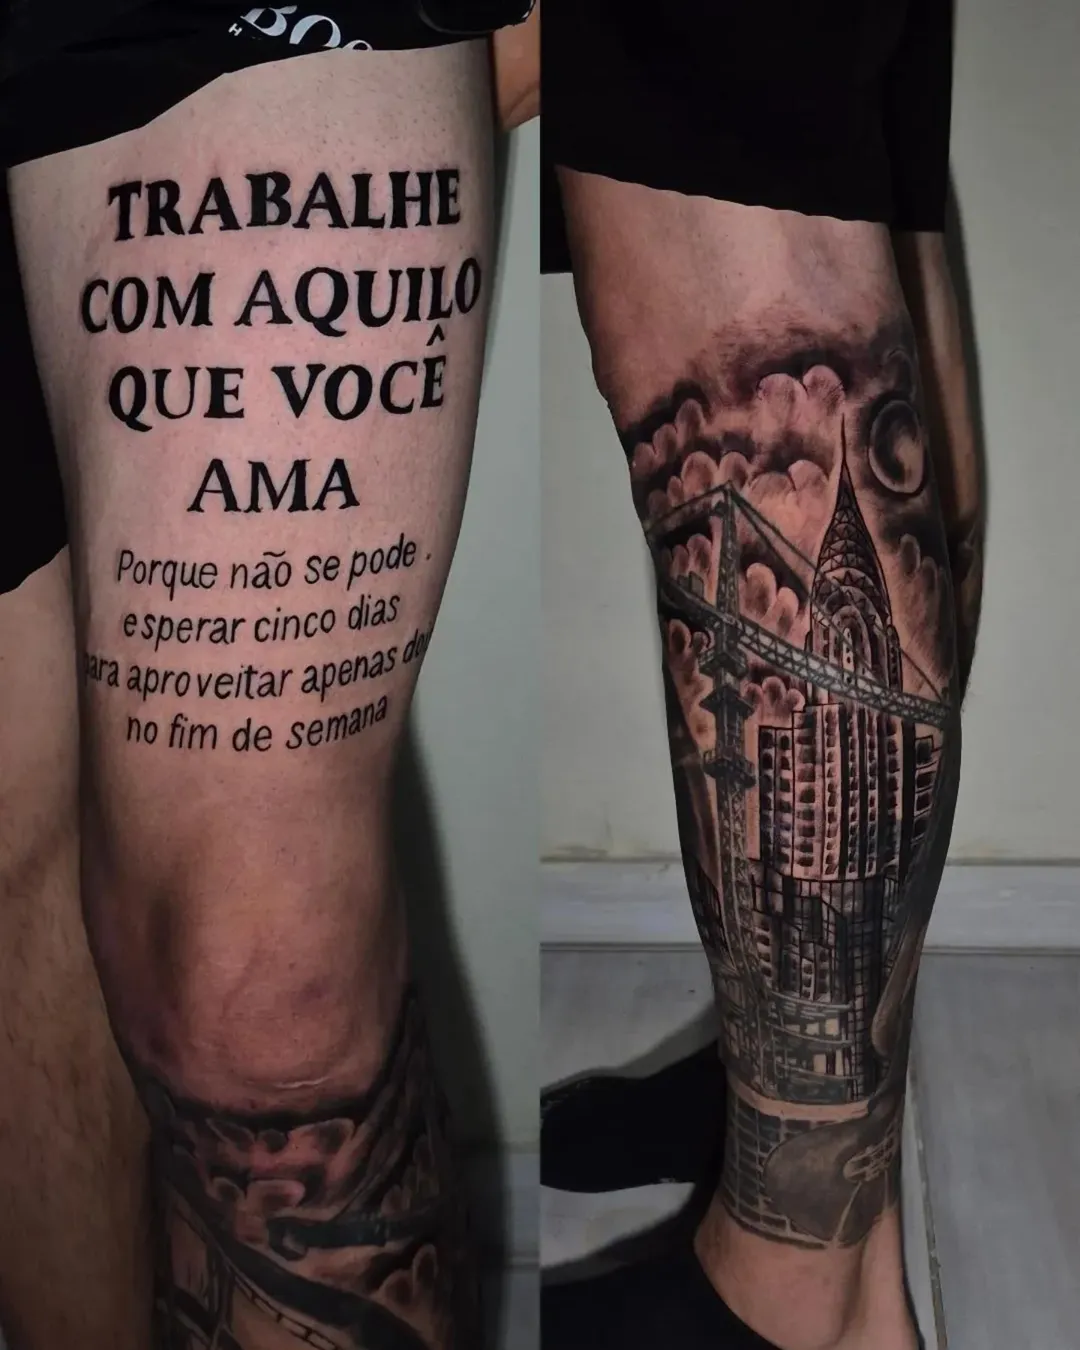 TRABALHE
COM AQUILO
QUE VOCÊ
AMA
Porque não se pode
esperar cinco dias
para aproveitar apenas
no fim de semana